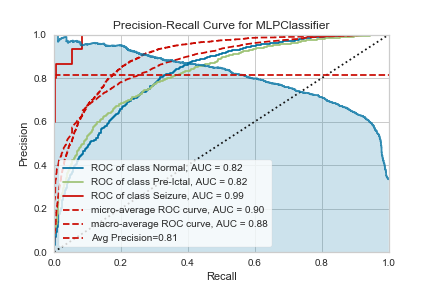 Precision-Recall Curve for MLPClassifier
1.0
0.8
0.6
0.4
0.2
0.0
Precision
ROC of class Normal, AUC = 0.82
ROC of class Pre-Ictal, AUC = 0.82
ROC of class Seizure, AUC = 0.99
micro-average ROC curve, AUC = 0.90
macro-average ROC curve, AUC = 0.88
Avg Precision=0.81
0.0 0.2 0.4 0.6 0.8 1.0
Recall